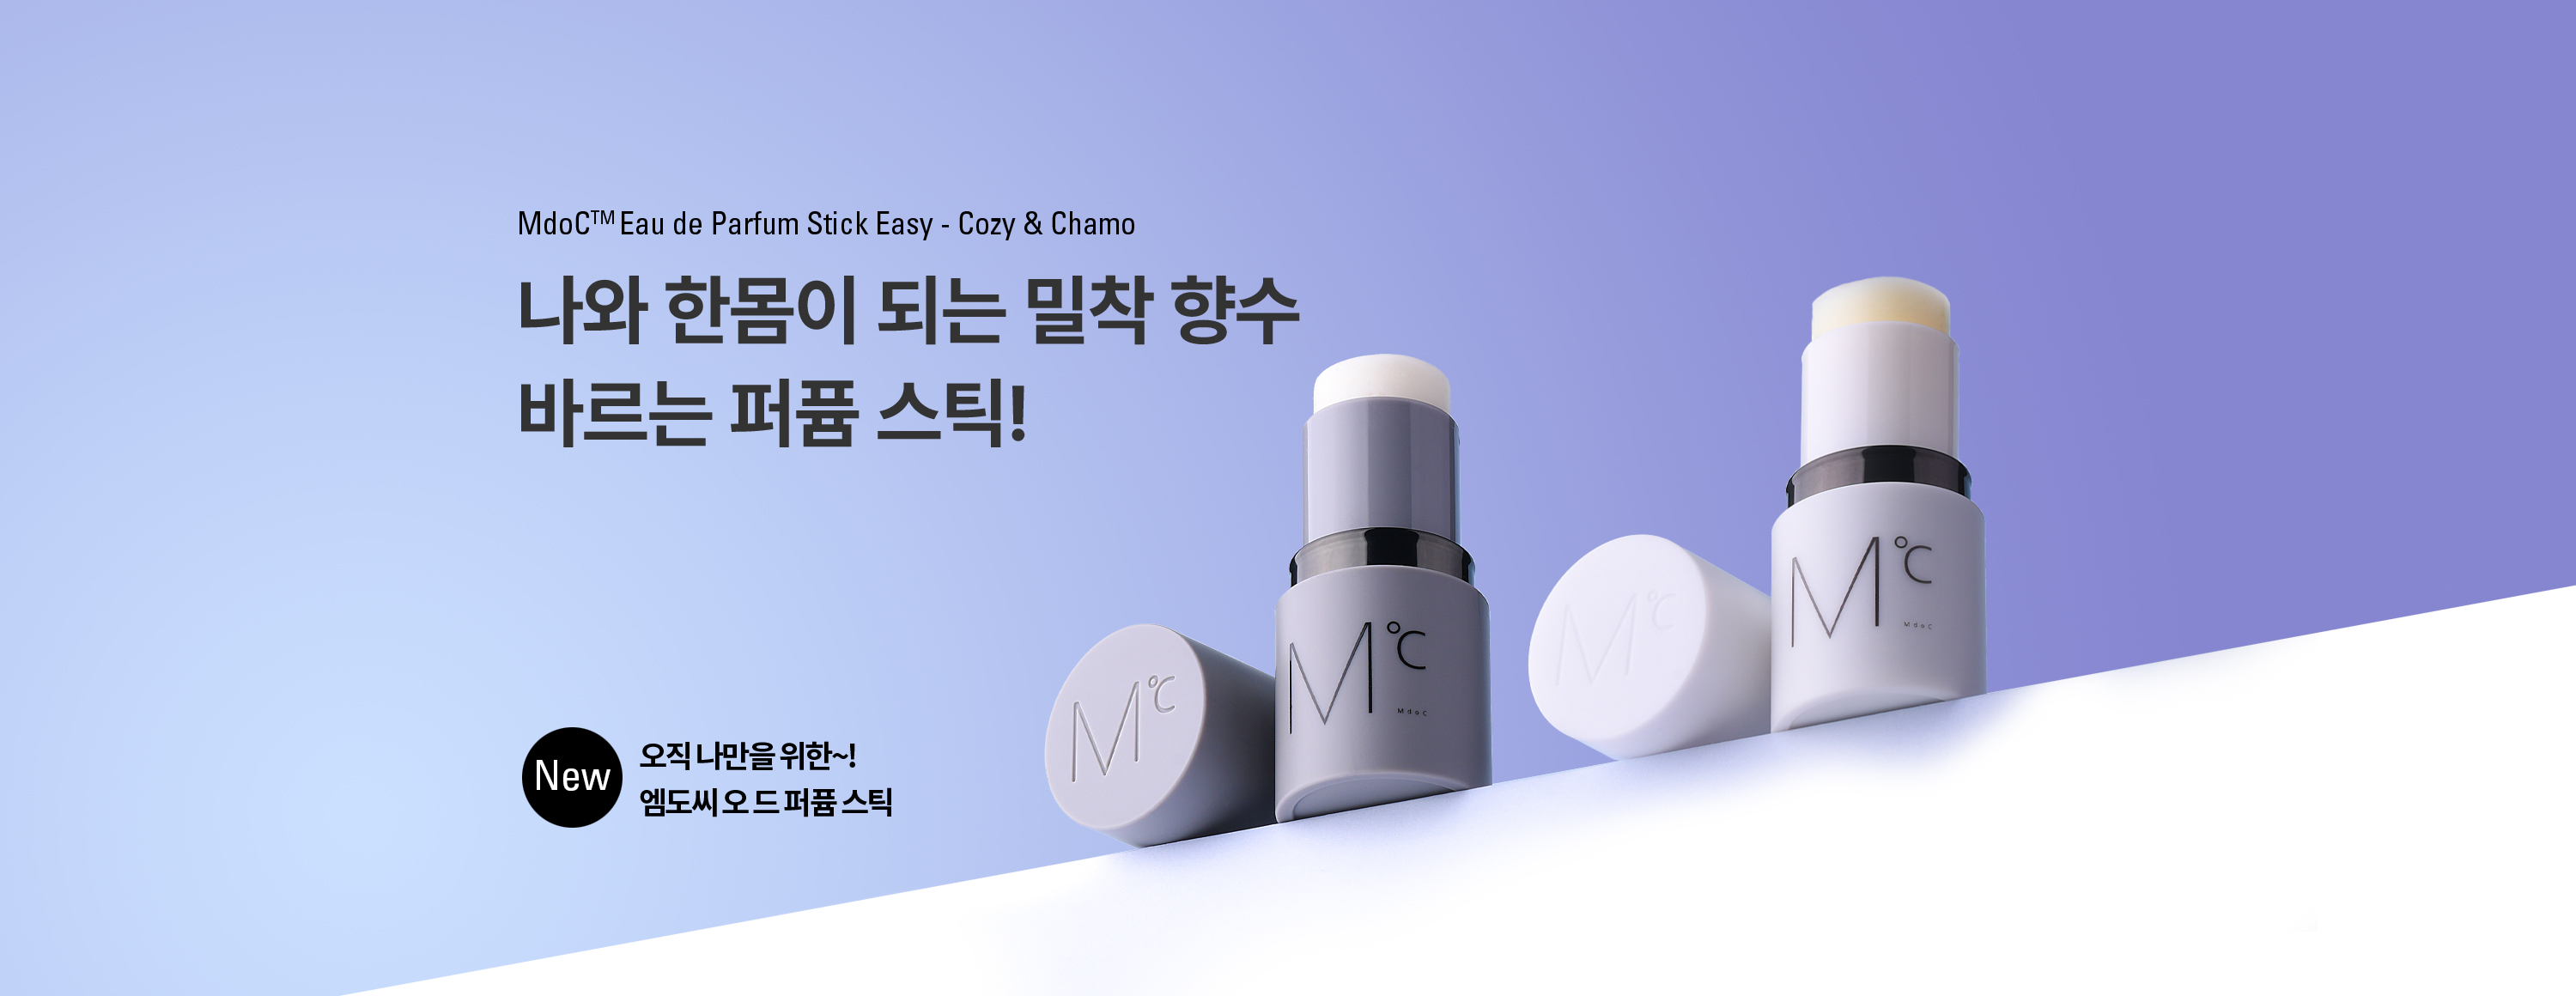 MdoC™ Eau de Parfum Stick Easy - Cozy & Chamo
나와 한몸이 되는 밀착 향수
바르는 퍼퓸 스틱!
New
오직 나만을 위한~!
엠도씨 오 드 퍼퓸 스틱
M℃
M℃
MdoC
M℃
M℃
MdoC